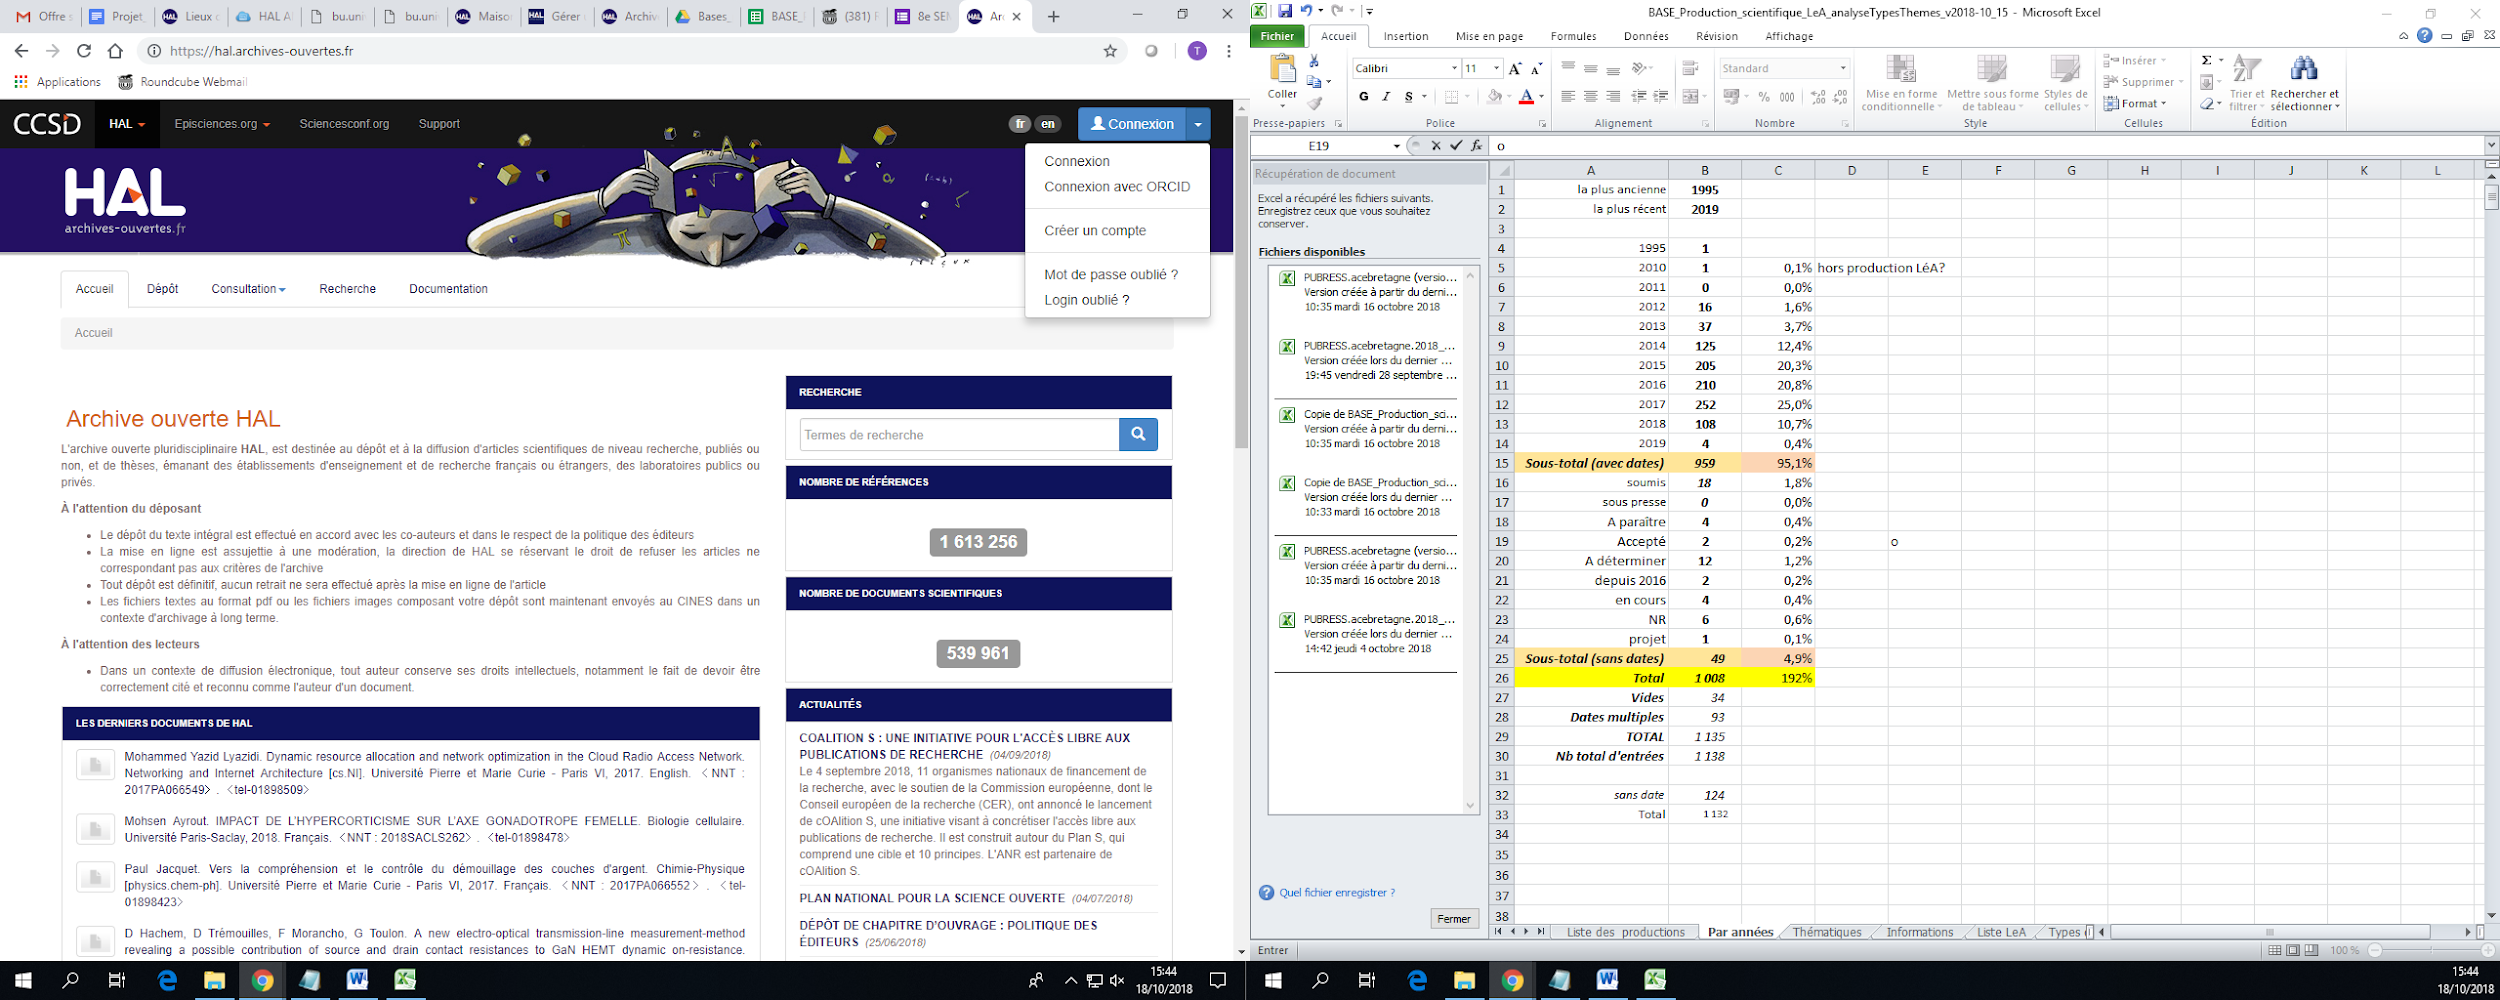 Offre s
Projet_
Lieux c
HAL Al
bu.uni
bu.uni
Maiso
Gérer
Archiv
Bases_
BASE_
(381) F
8e SEN
Arc
https://hal.archives-ouvertes.fr
T
Applications
Roundcube Webmail
CCSD
HAL
Episciences.org
Sciencesconf.org
Support
fr
en
Connexion
Connexion
Connexion avec ORCID
Créer un compte
Mot de passe oublié ?
Login oublié ?
HAL
archives-ouvertes.fr
Accueil
Dépôt
Consultation
Recherche
Documentation
Accueil
Archive ouverte HAL
L'archive ouverte pluridisciplinaire HAL, est destinée au dépôt et à la diffusion d'articles scientifiques de niveau recherche, publiés ou
non, et de thèses, émanant des établissements d'enseignement et de recherche français ou étrangers, des laboratoires publics ou
privés.
À l'attention du déposant
• Le dépôt du texte intégral est effectué en accord avec les co-auteurs et dans le respect de la politique des éditeurs
• La mise en ligne est assujettie à une modération, la direction de HAL se réservant le droit de refuser les articles ne
correspondant pas aux critères de l'archive
• Tout dépôt est définitif, aucun retrait ne sera effectué après la mise en ligne de l'article
• Les fichiers textes au format pdf ou les fichiers images composant votre dépôt sont maintenant envoyés au CINES dans un
contexte d'archivage à long terme.
À l'attention des lecteurs
• Dans un contexte de diffusion électronique, tout auteur conserve ses droits intellectuels, notamment le fait de devoir être
correctement cité et reconnu comme l'auteur d'un document.
LES DERNIERS DOCUMENTS DE HAL
Mohammed Yazid Lyazidi. Dynamic resource allocation and network optimization in the Cloud Radio Access Network.
Networking and Internet Architecture [cs.NI]. Université Pierre et Marie Curie - Paris VI, 2017. English. 〈NNT :
2017PA066549〉. 〈tel-01898509〉
Mohsen Ayrout. IMPACT DE L'HYPERCORTICISME SUR L'AXE GONADOTROPE FEMELLE. Biologie cellulaire.
Université Paris-Saclay, 2018. Français. 〈NNT : 2018SACLS262〉. 〈tel-01898478〉
Paul Jacquet. Vers la compréhension et le contrôle du démouillage des couches d'argent. Chimie-Physique
[physics.chem-ph]. Université Pierre et Marie Curie - Paris VI, 2017. Français. 〈NNT : 2017PA066552〉. 〈tel-
01898423〉
D Hachem, D Trémouilles, F Morancho, G Toulon. A new electro-optical transmission-line measurement-method
revealing a possible contribution of source and drain contact resistances to GaN HEMT dynamic on-resistance.
RECHERCHE
Termes de recherche
NOMBRE DE RÉFÉRENCES
1 613 256
NOMBRE DE DOCUMENTS SCIENTIFIQUES
539 961
ACTUALITÉS
COALITION S : UNE INITIATIVE POUR L'ACCÈS LIBRE AUX
PUBLICATIONS DE RECHERCHE (04/09/2018)
Le 4 septembre 2018, 11 organismes nationaux de financement de
la recherche, avec le soutien de la Commission européenne, dont le
Conseil européen de la recherche (CER), ont annoncé le lancement
de cOAlition S, une initiative visant à concrétiser l'accès libre aux
publications de recherche. Il est construit autour du Plan S, qui
comprend une cible et 10 principes. L'ANR est partenaire de
cOAlition S.
PLAN NATIONAL POUR LA SCIENCE OUVERTE (04/07/2018)
DÉPÔT DE CHAPITRE D'OUVRAGE : POLITIQUE DES
ÉDITEURS (25/06/2018)
15:44
18/10/2018
BASE_Production_scientifique_LeA_analyseTypesThemes_v2018-10_15 - Microsoft Excel
Fichier
Accueil
Insertion
Mise en page
Formules
Données
Révision
Affichage
Coller
Presse-papiers
Calibri
11
G I S
Police
Alignement
Standard
% 000
Nombre
Mise en forme
conditionnelle
Mettre sous forme
de tableau
Styles de
cellules
Style
Insérer
Supprimer
Format
Cellules
Σ
Trier et
filtrer
Rechercher et
sélectionner
Édition
E19
fx
o
Récupération de document
Excel a récupéré les fichiers suivants.
Enregistrez ceux que vous souhaitez
conserver.
Fichiers disponibles
PUBRESS.acebretagne (versio...
Version créée à partir du derni...
10:35 mardi 16 octobre 2018
PUBRESS.acebretagne.2018_...
Version créée lors du dernier ...
19:45 vendredi 28 septembre ...
Copie de BASE_Production_sci...
Version créée à partir du derni...
10:35 mardi 16 octobre 2018
Copie de BASE_Production_sci...
Version créée lors du dernier ...
10:33 mardi 16 octobre 2018
PUBRESS.acebretagne (versio...
Version créée à partir du derni...
10:35 mardi 16 octobre 2018
PUBRESS.acebretagne.2018_...
Version créée lors du dernier ...
14:42 jeudi 4 octobre 2018
Quel fichier enregistrer ?
Fermer
A B C D E F G H I J K L
1 la plus ancienne 1995
2 la plus récent 2019
3
4 1995 1
5 2010 1 0,1% hors production LéA?
6 2011 0 0,0%
7 2012 16 1,6%
8 2013 37 3,7%
9 2014 125 12,4%
10 2015 205 20,3%
11 2016 210 20,8%
12 2017 252 25,0%
13 2018 108 10,7%
14 2019 4 0,4%
15 Sous-total (avec dates) 959 95,1%
16 soumis 18 1,8%
17 sous presse 0 0,0%
18 A paraître 4 0,4%
19 Accepté 2 0,2% o
20 A déterminer 12 1,2%
21 depuis 2016 2 0,2%
22 en cours 4 0,4%
23 NR 6 0,6%
24 projet 1 0,1%
25 Sous-total (sans dates) 49 4,9%
26 Total 1 008 192%
27 Vides 34
28 Dates multiples 93
29 TOTAL 1 135
30 Nb total d'entrées 1 138
31
32 sans date 124
33 Total 1 132
34
35
36
37
38
Liste des productions
Par années
Thématiques
Informations
Liste LeA
Types
Entrer
100 %
15:44
18/10/2018